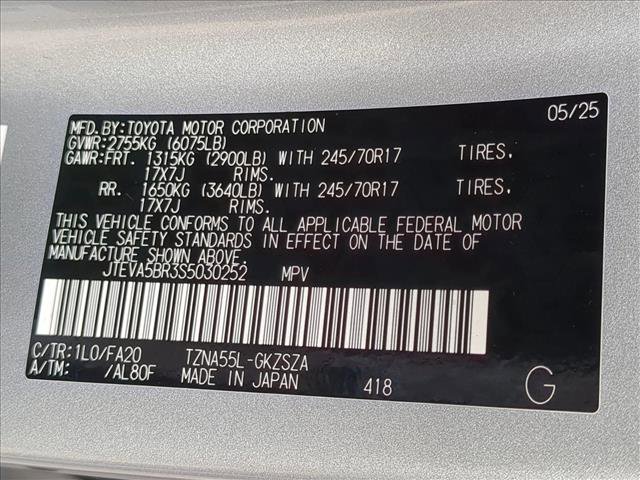 05/25
MFD.BY:TOYOTA MOTOR CORPORATION
GVWR:2755KG (6075LB)
GAWR:FRT. 1315KG (2900LB) WITH 245/70R17 TIRES.
17X7J RIMS.
RR. 1650KG (3640LB) WITH 245/70R17 TIRES.
17X7J RIMS.
THIS VEHICLE CONFORMS TO ALL APPLICABLE FEDERAL MOTOR
VEHICLE SAFETY STANDARDS IN EFFECT ON THE DATE OF
MANUFACTURE SHOWN ABOVE.
JTEVA5BR3S5030252 MPV
C/TR:1L0/FA20 TZNA55L-GKZSZA
A/TM: /AL80F MADE IN JAPAN 418 G